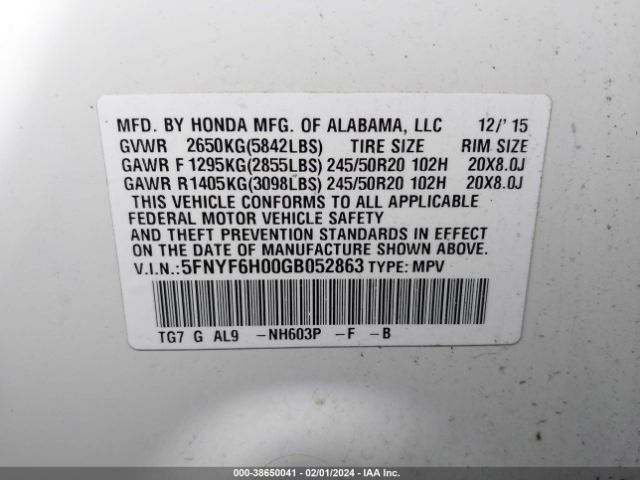 MFD. BY HONDA MFG. OF ALABAMA, LLC 12/' 15
GVWR 2650KG(5842LBS) TIRE SIZE RIM SIZE
GAWR F 1295KG(2855LBS) 245/50R20 102H 20X8.0J
GAWR R1405KG(3098LBS) 245/50R20 102H 20X8.0J
THIS VEHICLE CONFORMS TO ALL APPLICABLE
FEDERAL MOTOR VEHICLE SAFETY
AND THEFT PREVENTION STANDARDS IN EFFECT
ON THE DATE OF MANUFACTURE SHOWN ABOVE.
V.I.N.:5FNYF6H00GB052863 TYPE: MPV
TG7 G AL9 -NH603P -F -B
000-38650041 - 02/01/2024 - IAA Inc.